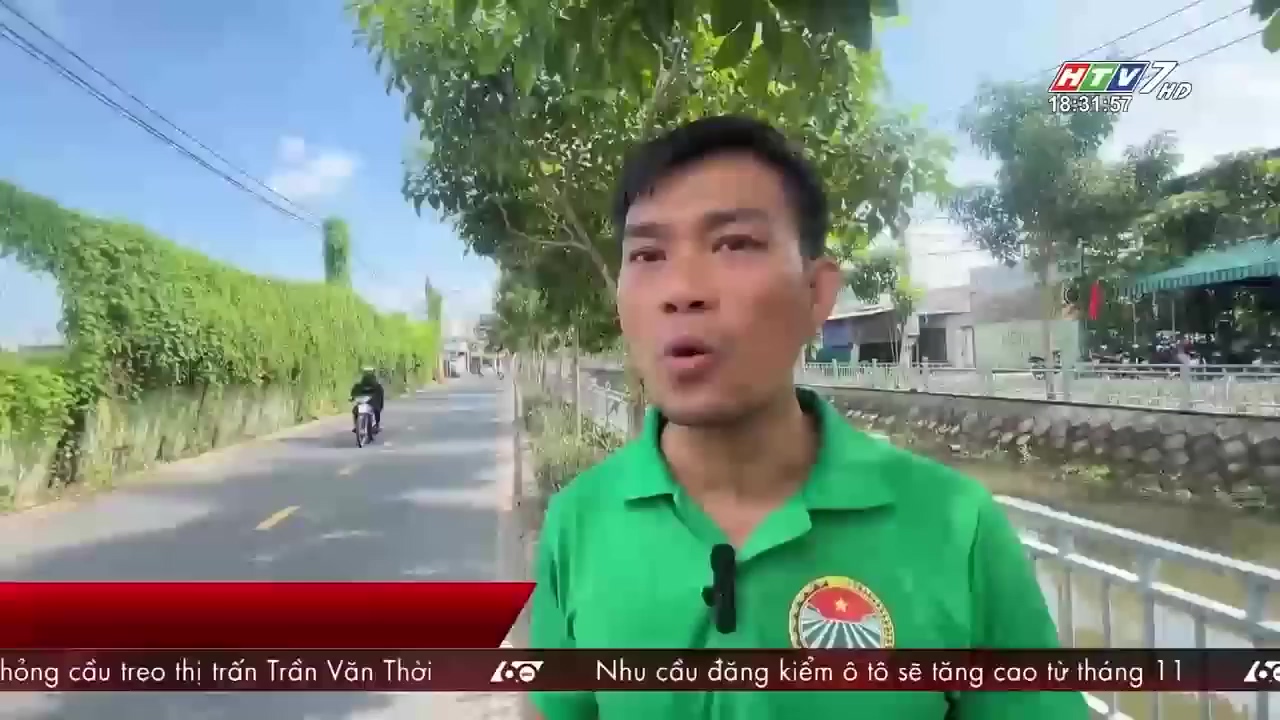 HTV7 HD
18:31:57
hỏng cầu treo thị trấn Trần Văn Thời
Nhu cầu đăng kiểm ô tô sẽ tăng cao từ tháng 11